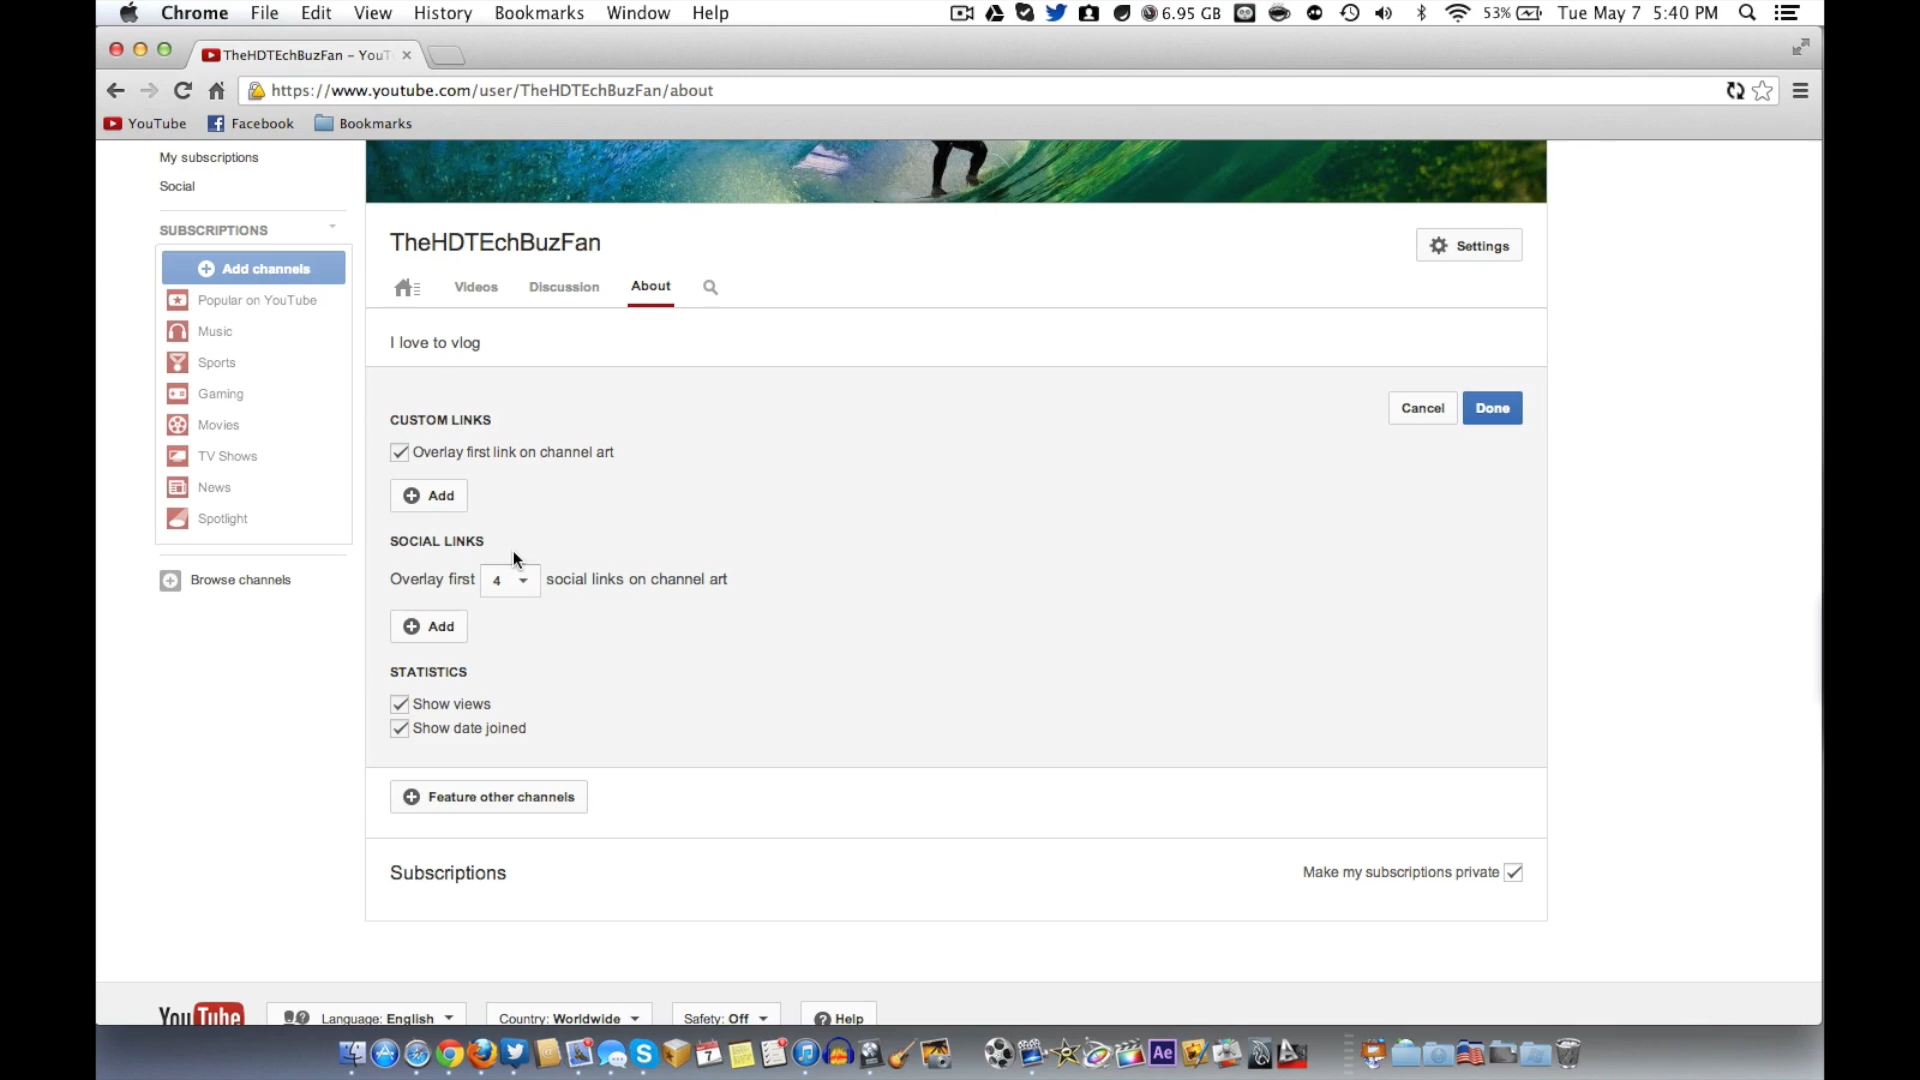 Chrome File Edit View History Bookmarks Window Help 6.95 GB 53% Tue May 7 5:40 PM
TheHDTEchBuzFan – YouT
https://www.youtube.com/user/TheHDTEchBuzFan/about
YouTube Facebook Bookmarks
My subscriptions
Social
SUBSCRIPTIONS
Add channels
Popular on YouTube
Music
Sports
Gaming
Movies
TV Shows
News
Spotlight
Browse channels
TheHDTEchBuzFan
Settings
Videos Discussion About
I love to vlog
Cancel Done
CUSTOM LINKS
Overlay first link on channel art
Add
SOCIAL LINKS
Overlay first 4 social links on channel art
Add
STATISTICS
Show views
Show date joined
Feature other channels
Subscriptions
Make my subscriptions private
YouTube Language: English Country: Worldwide Safety: Off Help
7 Ae